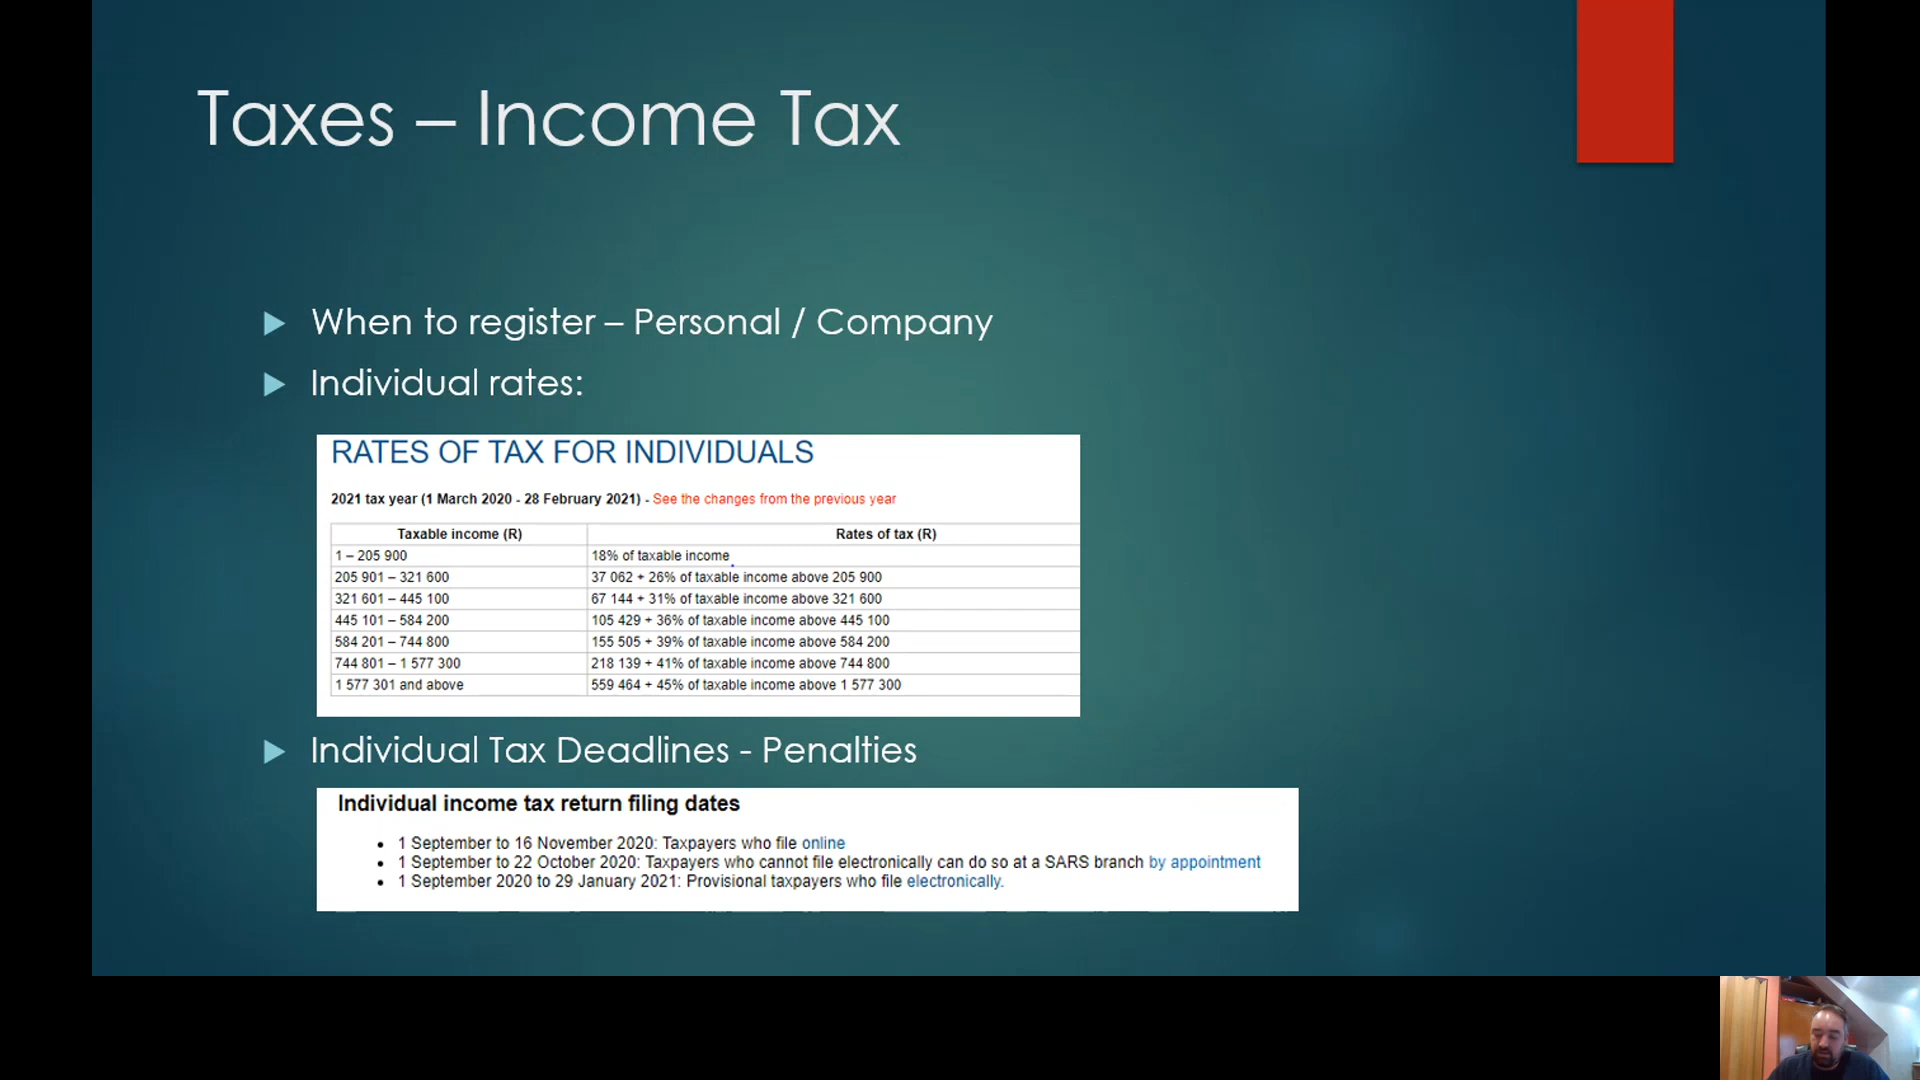 Taxes – Income Tax
When to register – Personal / Company
Individual rates:
RATES OF TAX FOR INDIVIDUALS
2021 tax year (1 March 2020 - 28 February 2021) - See the changes from the previous year
Taxable income (R) Rates of tax (R)
1 – 205 900 18% of taxable income
205 901 – 321 600 37 062 + 26% of taxable income above 205 900
321 601 – 445 100 67 144 + 31% of taxable income above 321 600
445 101 – 584 200 105 429 + 36% of taxable income above 445 100
584 201 – 744 800 155 505 + 39% of taxable income above 584 200
744 801 – 1 577 300 218 139 + 41% of taxable income above 744 800
1 577 301 and above 559 464 + 45% of taxable income above 1 577 300
Individual Tax Deadlines - Penalties
Individual income tax return filing dates
1 September to 16 November 2020: Taxpayers who file online
1 September to 22 October 2020: Taxpayers who cannot file electronically can do so at a SARS branch by appointment
1 September 2020 to 29 January 2021: Provisional taxpayers who file electronically.